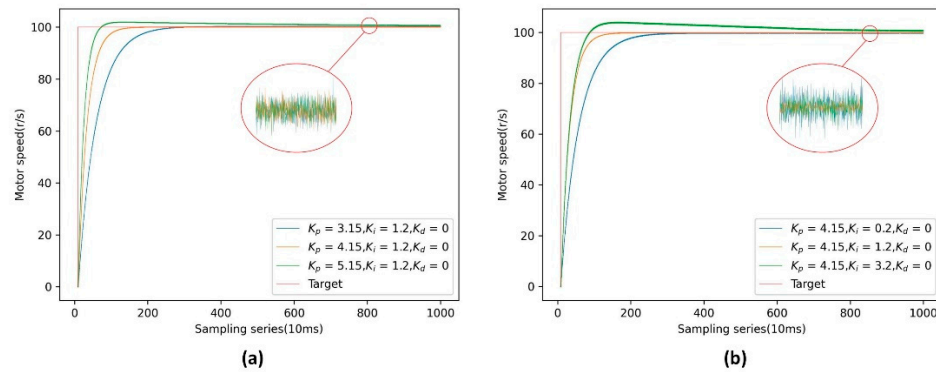 Motor speed(r/s)
100
80
60
40
20
0
0 200 400 600 800 1000
Sampling series(10ms)
K_p = 3.15,K_i = 1.2,K_d = 0
K_p = 4.15,K_i = 1.2,K_d = 0
K_p = 5.15,K_i = 1.2,K_d = 0
Target
(a)
Motor speed(r/s)
100
80
60
40
20
0
0 200 400 600 800 1000
Sampling series(10ms)
K_p = 4.15,K_i = 0.2,K_d = 0
K_p = 4.15,K_i = 1.2,K_d = 0
K_p = 4.15,K_i = 3.2,K_d = 0
Target
(b)